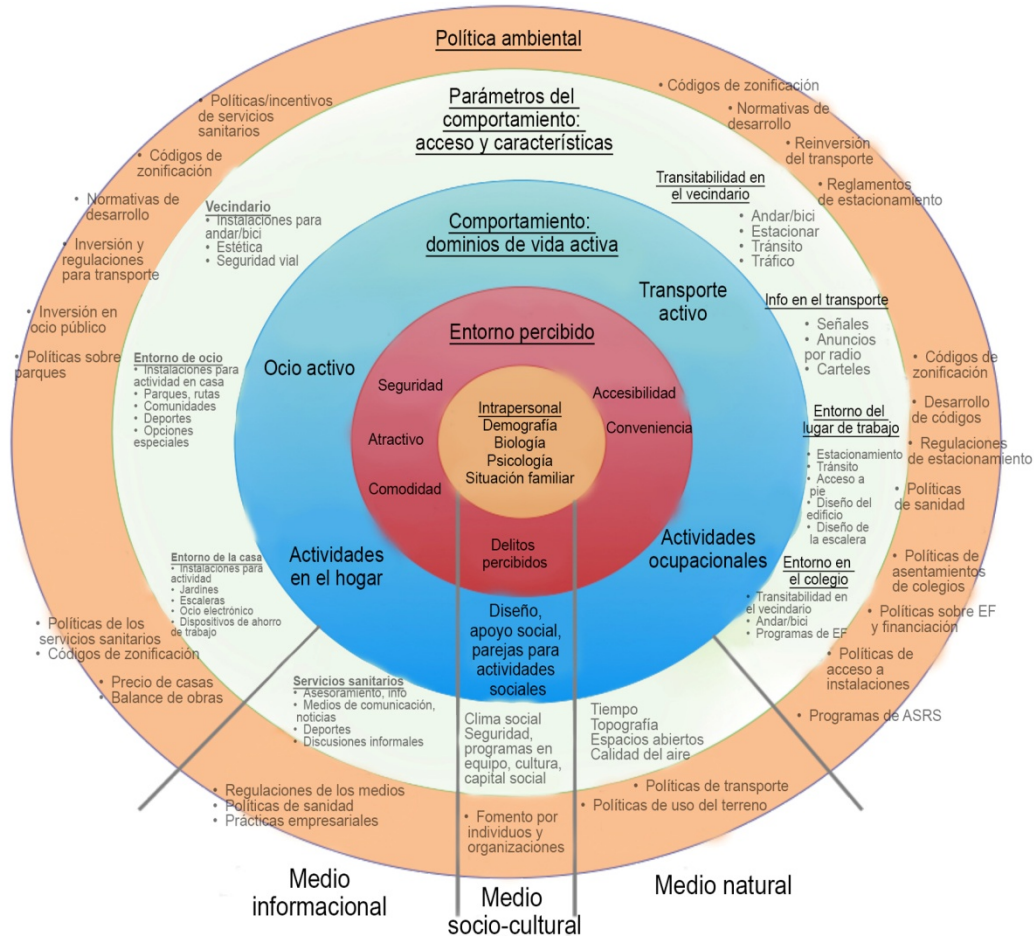 Política ambiental
• Políticas/incentivos
de servicios
sanitarios
• Códigos de
zonificación
• Normativas de
desarrollo
• Inversión y
regulaciones
para transporte
• Inversión en
ocio público
• Políticas sobre
parques
• Códigos de zonificación
• Normativas de
desarrollo
• Reinversión
del transporte
• Reglamentos
de estacionamiento
Parámetros del
comportamiento:
acceso y características
Vecindario
• Instalaciones para
andar/bici
• Estética
• Seguridad vial
Transitabilidad en
el vecindario
• Andar/bici
• Estacionar
• Tránsito
• Tráfico
Info en el transporte
• Señales
• Anuncios
por radio
• Carteles
Comportamiento:
dominios de vida activa
Transporte
activo
Ocio activo
Entorno percibido
Seguridad
Atractivo
Comodidad
Accesibilidad
Conveniencia
Intrapersonal
Demografía
Biología
Psicología
Situación familiar
Delitos
percibidos
Entorno de ocio
• Instalaciones para
actividad en casa
• Parques, rutas
• Comunidades
• Deportes
• Opciones
especiales
Entorno del
lugar de trabajo
• Estacionamiento
• Tránsito
• Acceso a
pie
• Diseño del
edificio
• Diseño de
la escalera
• Códigos de
zonificación
• Desarrollo
de códigos
• Regulaciones
de estacionamiento
• Políticas
de sanidad
Actividades
en el hogar
Actividades
ocupacionales
Diseño,
apoyo social,
parejas para
actividades
sociales
Entorno de la casa
• Instalaciones para
actividad
• Jardines
• Escaleras
• Ocio electrónico
• Dispositivos de ahorro
de trabajo
Entorno en
el colegio
• Transitabilidad en
el vecindario
• Andar/bici
• Programas de EF
• Políticas de
asentamientos
de colegios
• Políticas sobre EF
y financiación
• Políticas de
acceso a
instalaciones
• Programas de ASRS
• Políticas de los
servicios sanitarios
• Códigos de zonificación
• Precio de casas
• Balance de obras
Servicios sanitarios
• Asesoramiento, info
• Medios de comunicación,
noticias
• Deportes
• Discusiones informales
Clima social
Seguridad,
programas en
equipo, cultura,
capital social
Tiempo
Topografía
Espacios abiertos
Calidad del aire
• Regulaciones de los medios
• Políticas de sanidad
• Prácticas empresariales
• Fomento por
individuos y
organizaciones
• Políticas de transporte
• Políticas de uso del terreno
Medio
informacional
Medio
socio-cultural
Medio natural